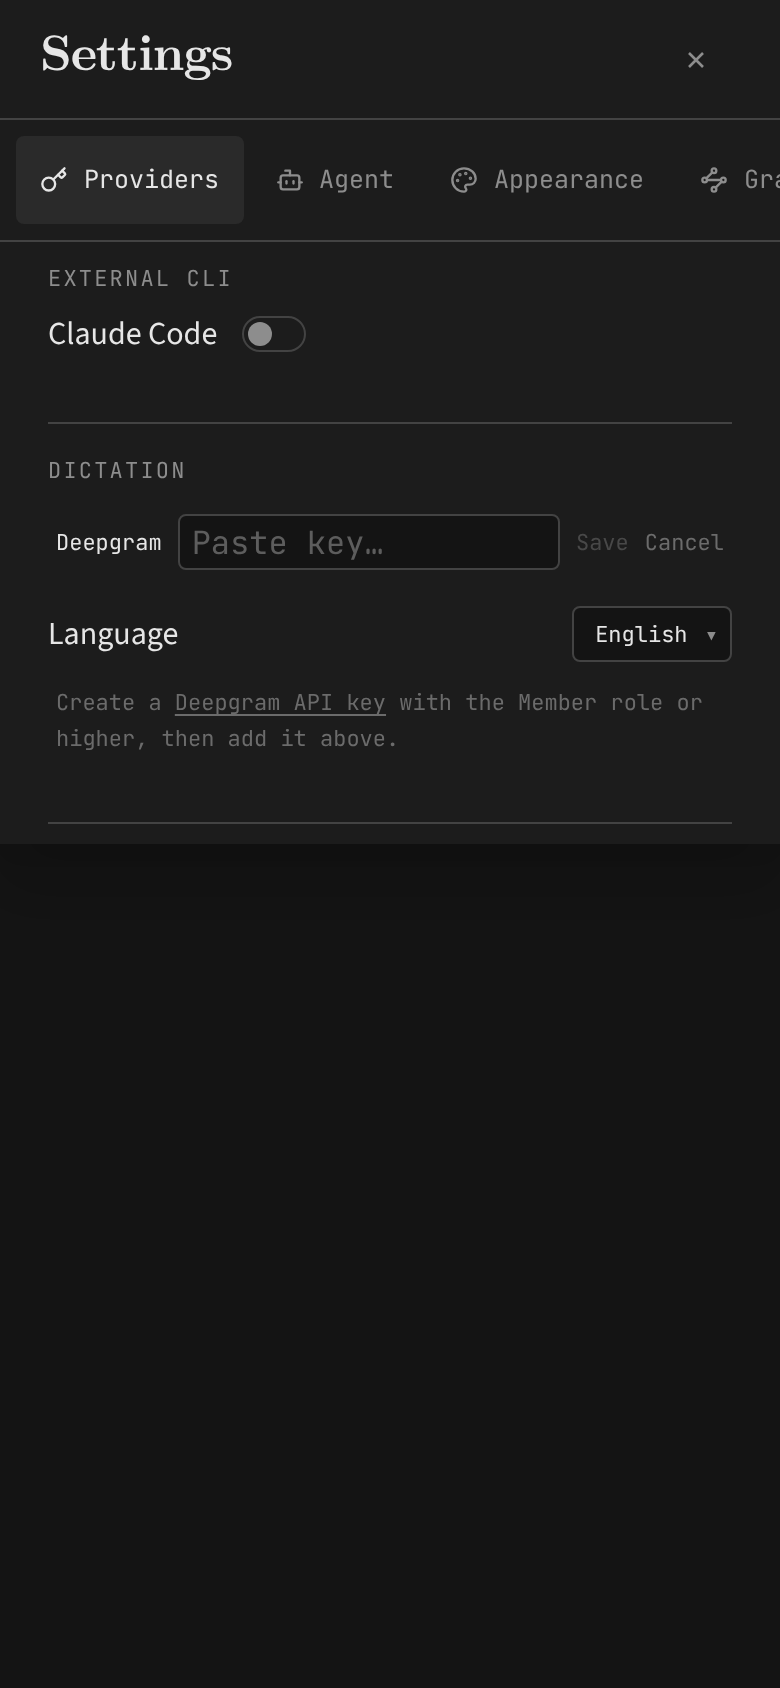 Settings
Providers Agent Appearance Gra
EXTERNAL CLI
Claude Code
DICTATION
Deepgram Paste key… Save Cancel
Language English
Create a Deepgram API key with the Member role or
higher, then add it above.